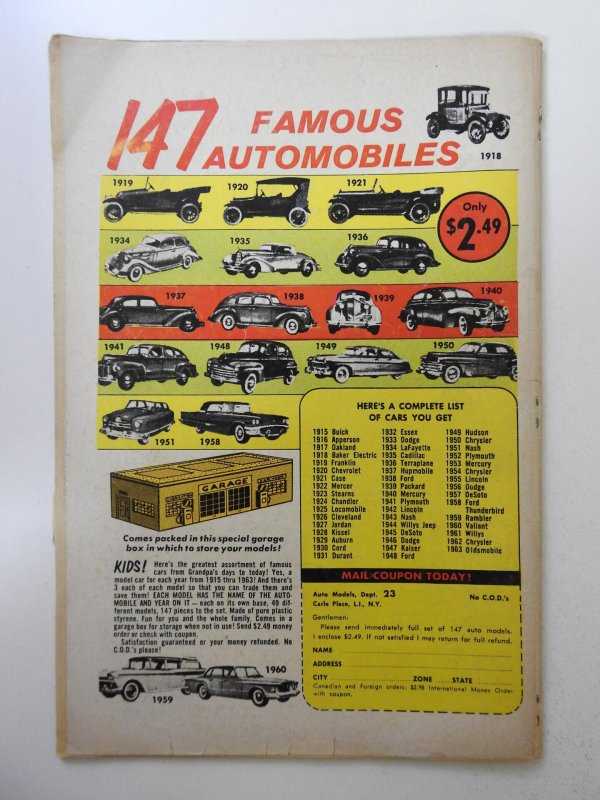 147 FAMOUS
AUTOMOBILES
1918
1919
1920
1921
Only
$2.49
1934
1935
1936
1937
1938
1939
1940
1941
1948
1949
1950
1951
1958
GARAGE
Comes packed in this special garage
box in which to store your models!
KIDS! Here's the greatest assortment of famous
cars from Grandpa's days to today! Yes, a
model car for each year from 1915 thru 1963! And there's
3 each of each model so that you can trade them and
save them! EACH MODEL HAS THE NAME OF THE AUTO-
MOBILE AND YEAR ON IT — each on its own base, 49 dif-
ferent models, 147 pieces to the set. Made of pure plastic
styrene. Fun for you and the whole family. Comes in a
garage box for storage when not in use. Send $2.49 money
order or check with coupon.
Satisfaction guaranteed or your money refunded. No
C.O.D.'s please!
1959
1960
HERE'S A COMPLETE LIST
OF CARS YOU GET
1915 Buick
1916 Apperson
1917 Oakland
1918 Baker Electric
1919 Franklin
1920 Chevrolet
1921 Case
1922 Mercer
1923 Stearns
1924 Chandler
1925 Locomobile
1926 Cleveland
1927 Jordan
1928 Kissel
1929 Auburn
1930 Cord
1931 Durant
1932 Essex
1933 Dodge
1934 LaFayette
1935 Cadillac
1936 Terraplane
1937 Hupmobile
1938 Ford
1939 Packard
1940 Mercury
1941 Plymouth
1942 Lincoln
1943 Nash
1944 Willys Jeep
1945 DeSoto
1946 Dodge
1947 Kaiser
1948 Ford
1949 Hudson
1950 Chrysler
1951 Nash
1952 Plymouth
1953 Mercury
1954 Chrysler
1955 Lincoln
1956 Dodge
1957 DeSoto
1958 Ford
Thunderbird
1959 Rambler
1960 Valiant
1961 Willys
1962 Chrysler
1963 Oldsmobile
MAIL COUPON TODAY!
Auto Models, Dept. 23 No C.O.D.'s
Carle Place, L.I., N.Y.
Gentlemen:
Please send immediately full set of 147 auto models.
I enclose $2.49. If not satisfied I may return for full refund.
NAME
ADDRESS
CITY ZONE ......STATE
Canadian and Foreign orders: $2.98 International Money Order
with coupon.